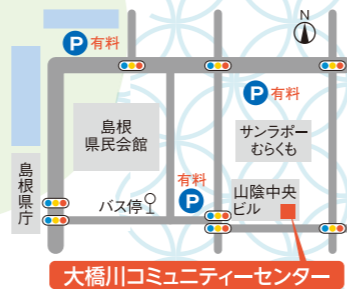 N
P 有料
P 有料
島根
県民会館
サンラポー
むらくも
島根県庁
有料
P
バス停
山陰中央
ビル
大橋川コミュニティーセンター